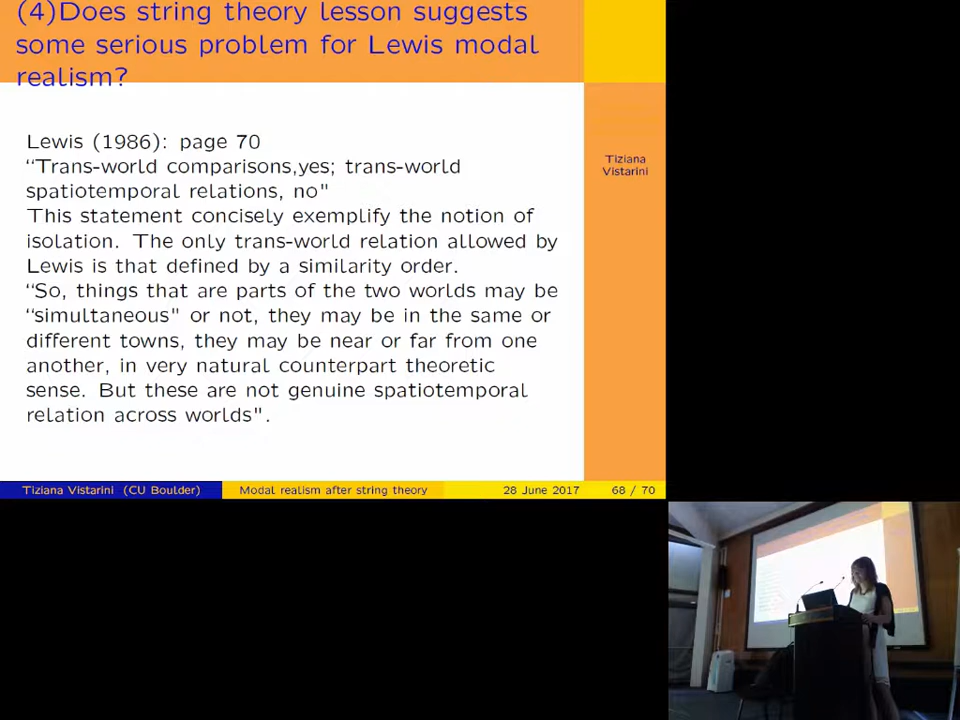 (4)Does string theory lesson suggests
some serious problem for Lewis modal
realism?
Tiziana
Vistarini
Lewis (1986): page 70
“Trans-world comparisons,yes; trans-world
spatiotemporal relations, no"
This statement concisely exemplify the notion of
isolation. The only trans-world relation allowed by
Lewis is that defined by a similarity order.
“So, things that are parts of the two worlds may be
“simultaneous" or not, they may be in the same or
different towns, they may be near or far from one
another, in very natural counterpart theoretic
sense. But these are not genuine spatiotemporal
relation across worlds".
Tiziana Vistarini (CU Boulder) Modal realism after string theory 28 June 2017 68 / 70